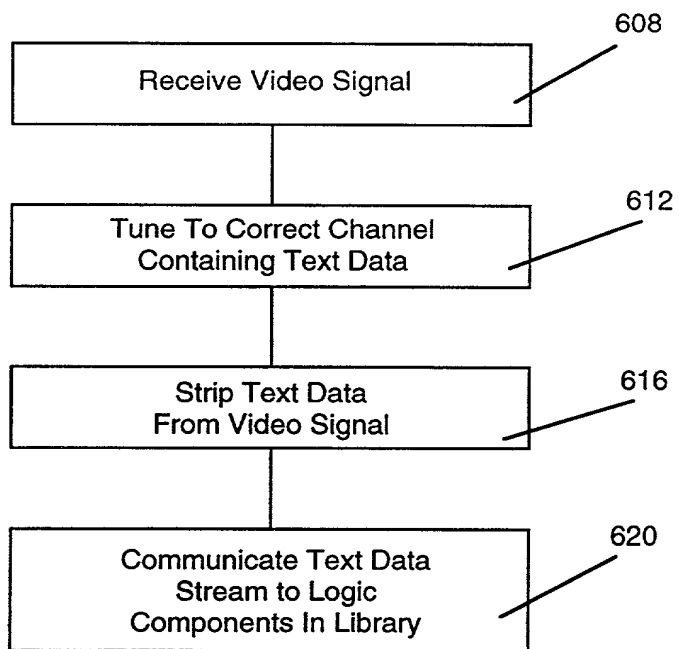 608
Receive Video Signal
612
Tune To Correct Channel
Containing Text Data
616
Strip Text Data
From Video Signal
620
Communicate Text Data
Stream to Logic
Components In Library